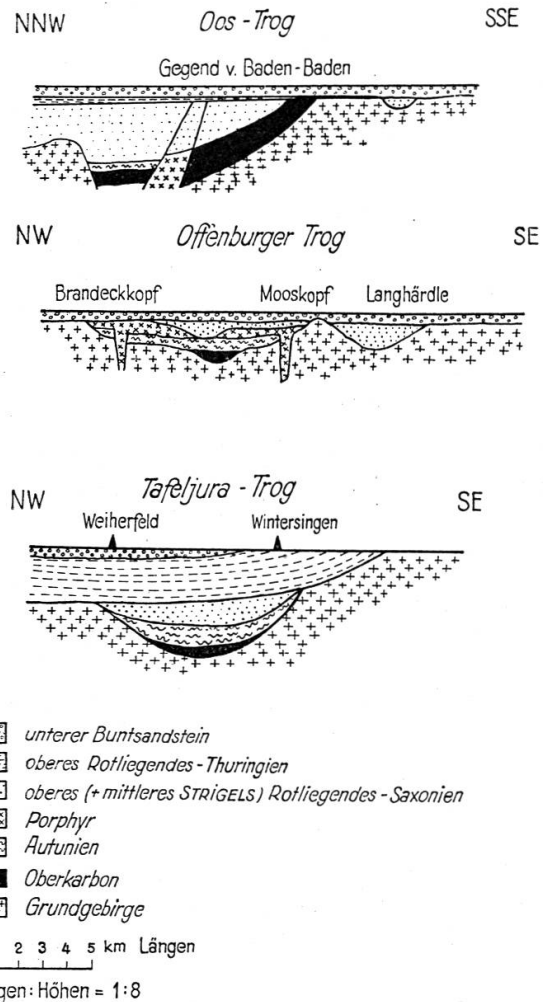 NNW Oos-Trog SSE
Gegend v. Baden-Baden
NW Offenburger Trog SE
Brandeckkopf Mooskopf Langhärdle
NW Tafeljura-Trog SE
Weiherfeld Wintersingen
unterer Buntsandstein
oberes Rotliegendes-Thuringien
oberes (+ mittleres STRIGELS) Rotliegendes-Saxonien
Porphyr
Autunien
Oberkarbon
Grundgebirge
2 3 4 5 km Längen
gen: Höhen = 1:8